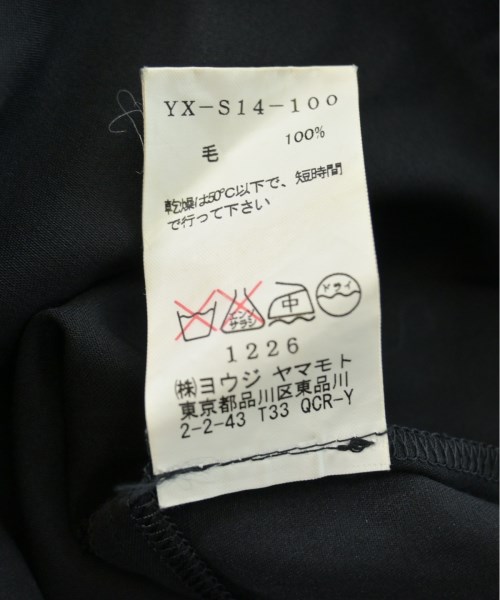 YX-S14-100
毛 100%
乾燥は50℃以下で、短時間
で行って下さい
エンソ サラシ 中 ドライ
1226
㈱ヨウジ ヤマモト
東京都品川区東品川
2-2-43 T33 QCR-Y